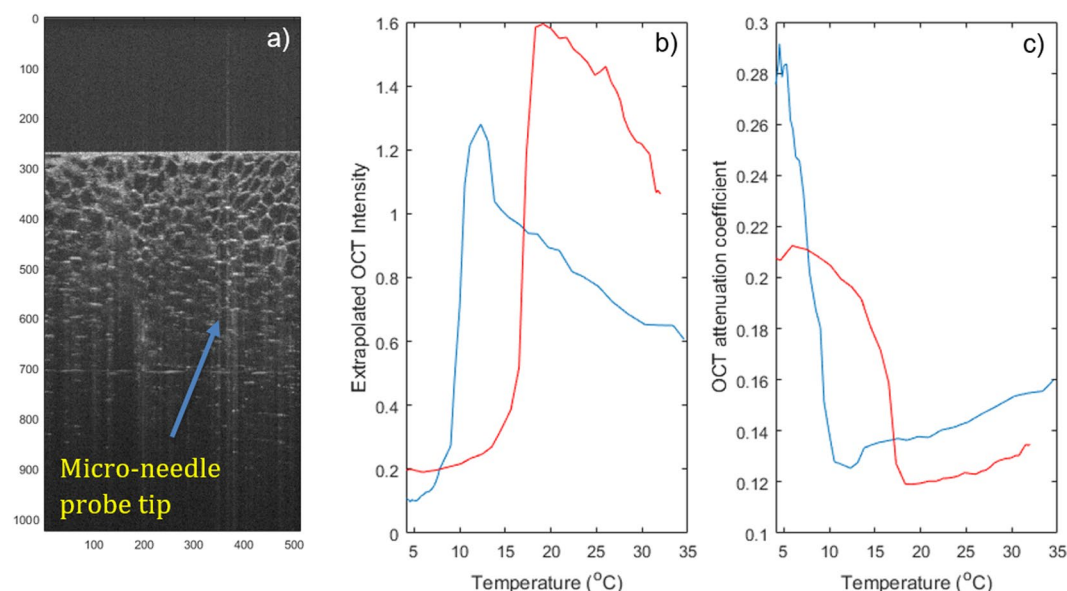 a)
0
100
200
300
400
500
600
700
800
900
1000
100 200 300 400 500
Micro-needle
probe tip
b)
Extrapolated OCT Intensity
1.6
1.4
1.2
1
0.8
0.6
0.4
0.2
0
5 10 15 20 25 30 35
Temperature (°C)
c)
OCT attenuation coefficient
0.3
0.28
0.26
0.24
0.22
0.2
0.18
0.16
0.14
0.12
0.1
5 10 15 20 25 30 35
Temperature (°C)